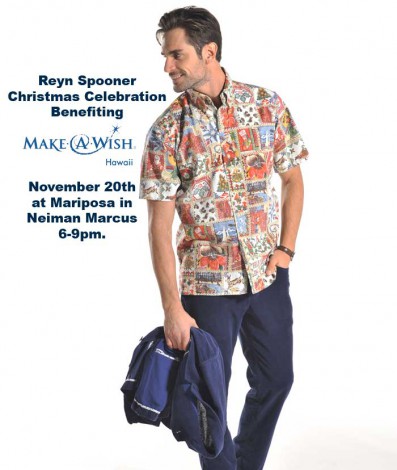 Reyn Spooner
Christmas Celebration
Benefiting
MAKE-A-WISH®
Hawaii
November 20th
at Mariposa in
Neiman Marcus
6-9pm.